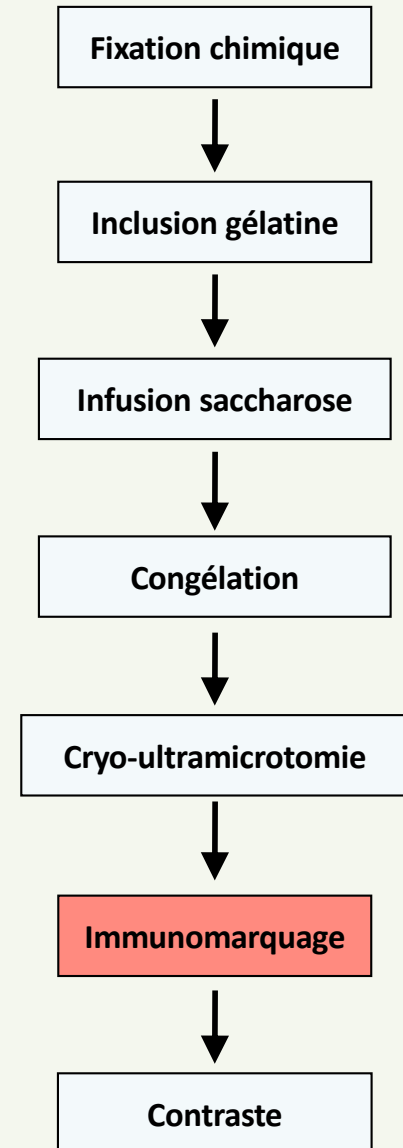 Fixation chimique
Inclusion gélatine
Infusion saccharose
Congélation
Cryo-ultramicrotomie
Immunomarquage
Contraste